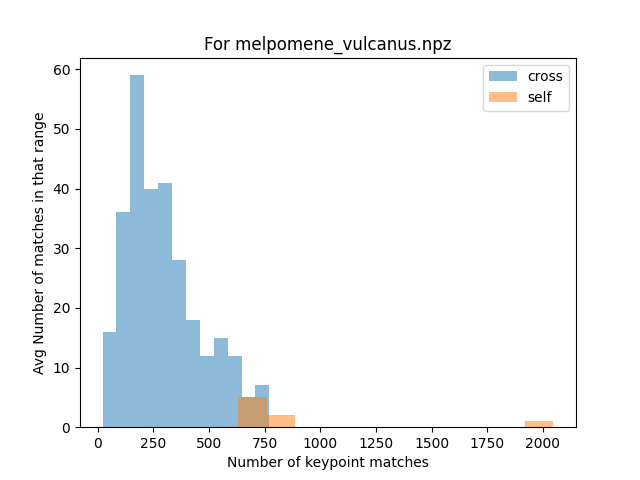 For melpomene_vulcanus.npz
cross
self
Avg Number of matches in that range
60
50
40
30
20
10
0
0 250 500 750 1000 1250 1500 1750 2000
Number of keypoint matches